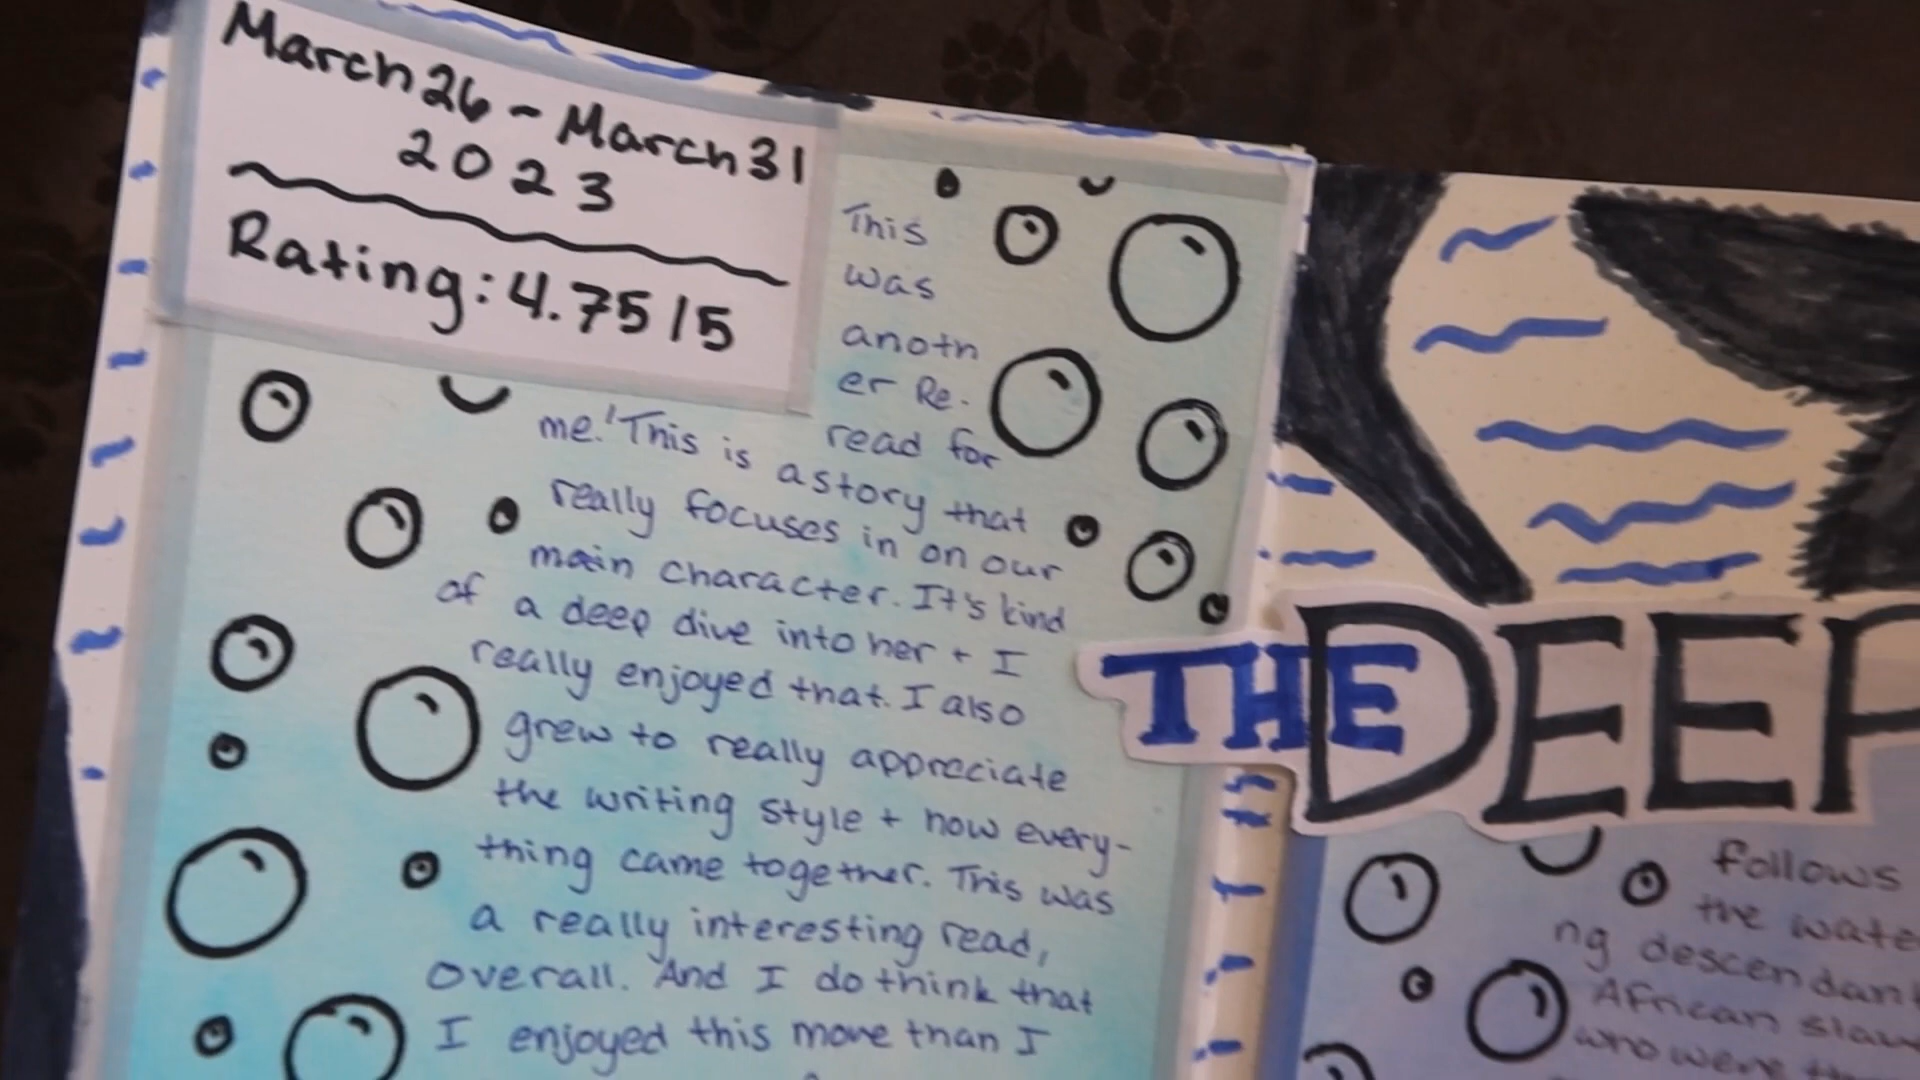 March 26 ~ March 31
2023
Rating: 4.75/5
This
was
anoth
er Re-
read for
me! This is a story that
really focuses in on our
main character. It's kind
of a deep dive into her + I
really enjoyed that. I also
grew to really appreciate
the writing style + how every-
thing came together. This was
a really interesting read,
overall. And I do think that
I enjoyed this more than I
THE DEEP
follows
the wate
ng descendant
African slav
who were